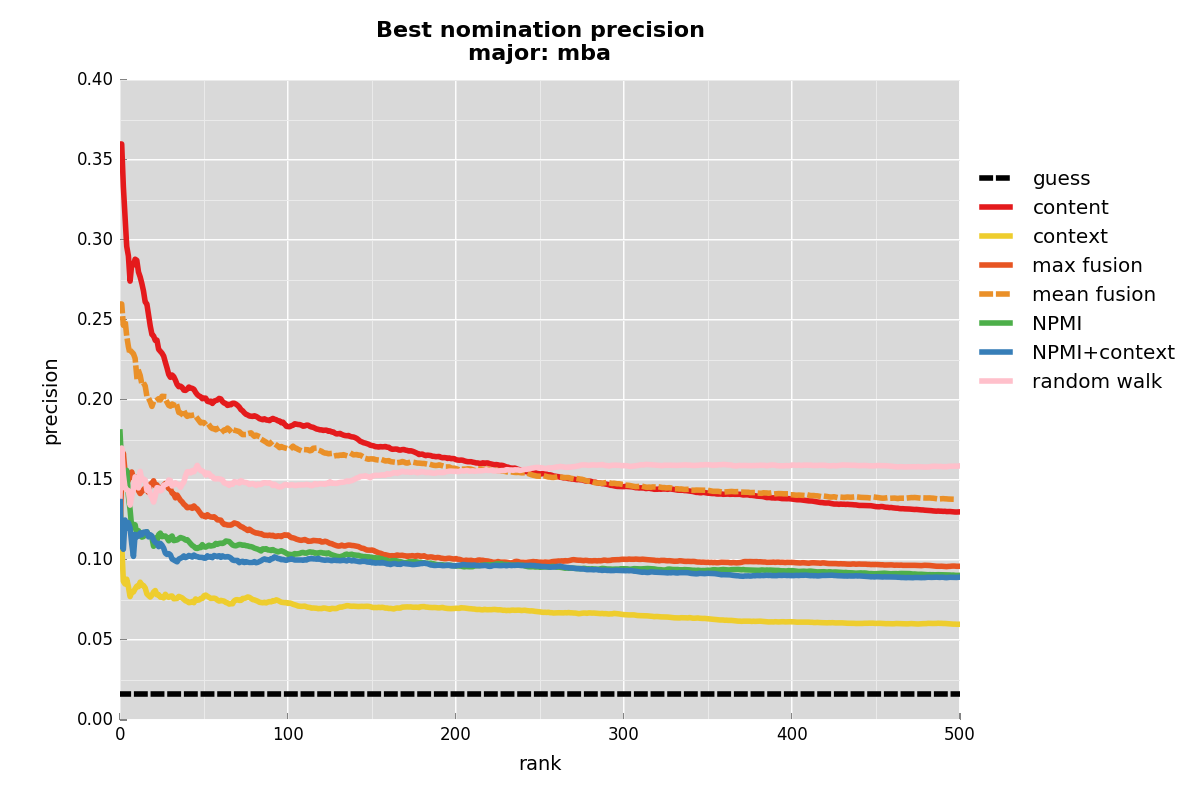 Best nomination precision
major: mba
precision
0.40
0.35
0.30
0.25
0.20
0.15
0.10
0.05
0.00
0
100
200
300
400
500
rank
guess
content
context
max fusion
mean fusion
NPMI
NPMI+context
random walk